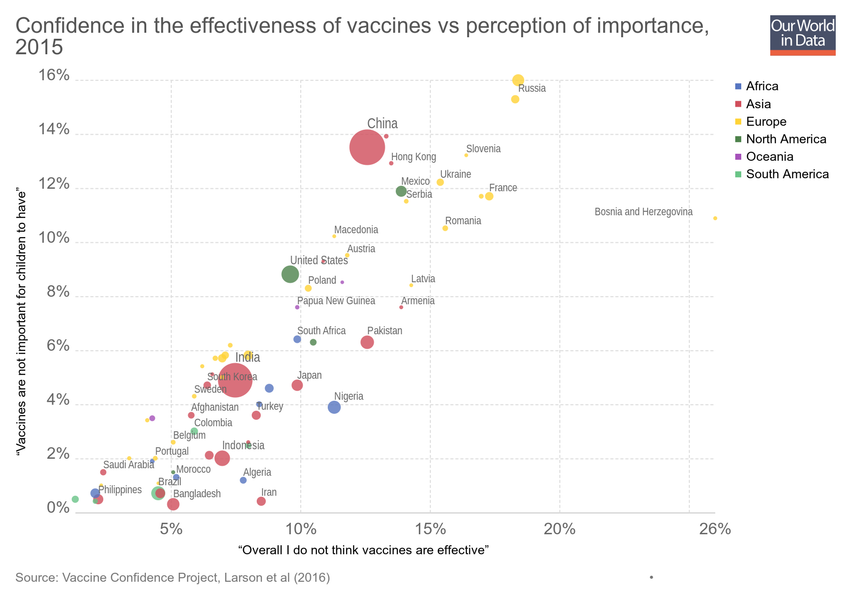 Confidence in the effectiveness of vaccines vs perception of importance,
2015
Our World
in Data
16%
14%
12%
10%
8%
6%
4%
2%
0%
5%
10%
15%
20%
26%
“Vaccines are not important for children to have”
“Overall I do not think vaccines are effective”
Africa
Asia
Europe
North America
Oceania
South America
Russia
China
Slovenia
Hong Kong
Ukraine
Mexico
France
Serbia
Bosnia and Herzegovina
Romania
Macedonia
Austria
United States
Poland
Latvia
Papua New Guinea
Armenia
South Africa
Pakistan
India
South Korea
Japan
Sweden
Nigeria
Afghanistan
Turkey
Colombia
Belgium
Indonesia
Portugal
Saudi Arabia
Morocco
Algeria
Brazil
Philippines
Bangladesh
Iran
Source: Vaccine Confidence Project, Larson et al (2016)